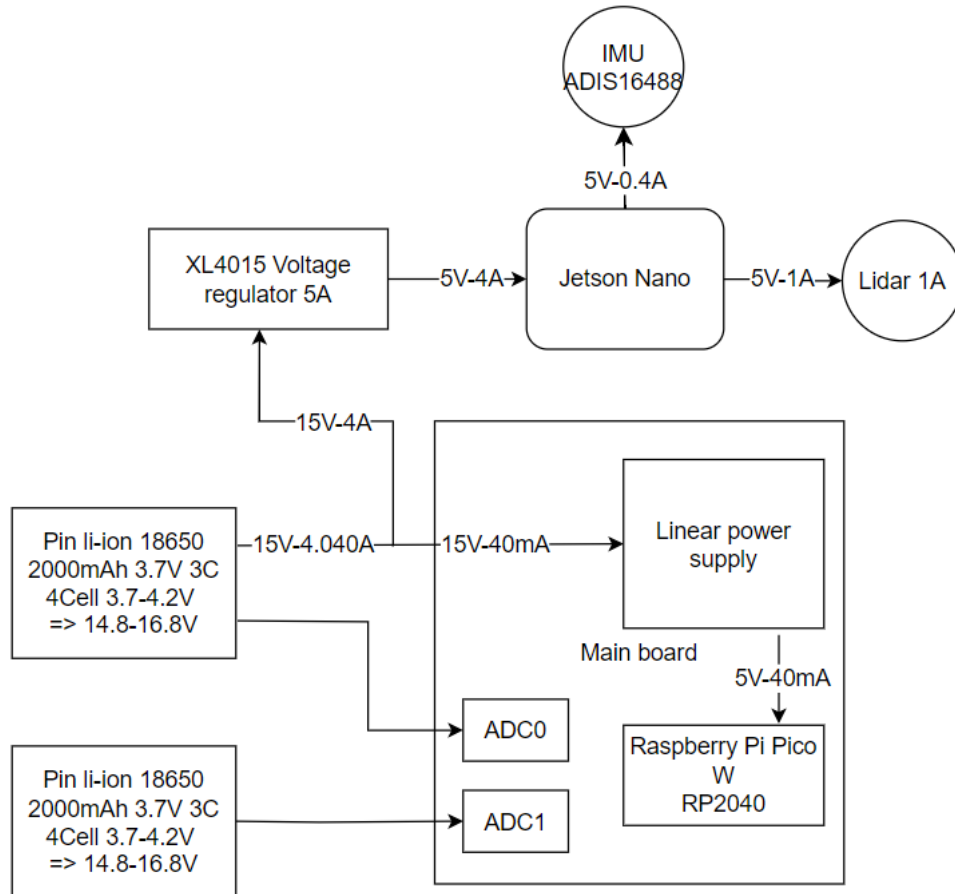 IMU
ADIS16488
5V-0.4A
XL4015 Voltage
regulator 5A
5V-4A
Jetson Nano
5V-1A
Lidar 1A
15V-4A
Pin li-ion 18650
2000mAh 3.7V 3C
4Cell 3.7-4.2V
=> 14.8-16.8V
15V-4.040A
15V-40mA
Linear power
supply
Main board
5V-40mA
ADC0
Raspberry Pi Pico
W
RP2040
Pin li-ion 18650
2000mAh 3.7V 3C
4Cell 3.7-4.2V
=> 14.8-16.8V
ADC1